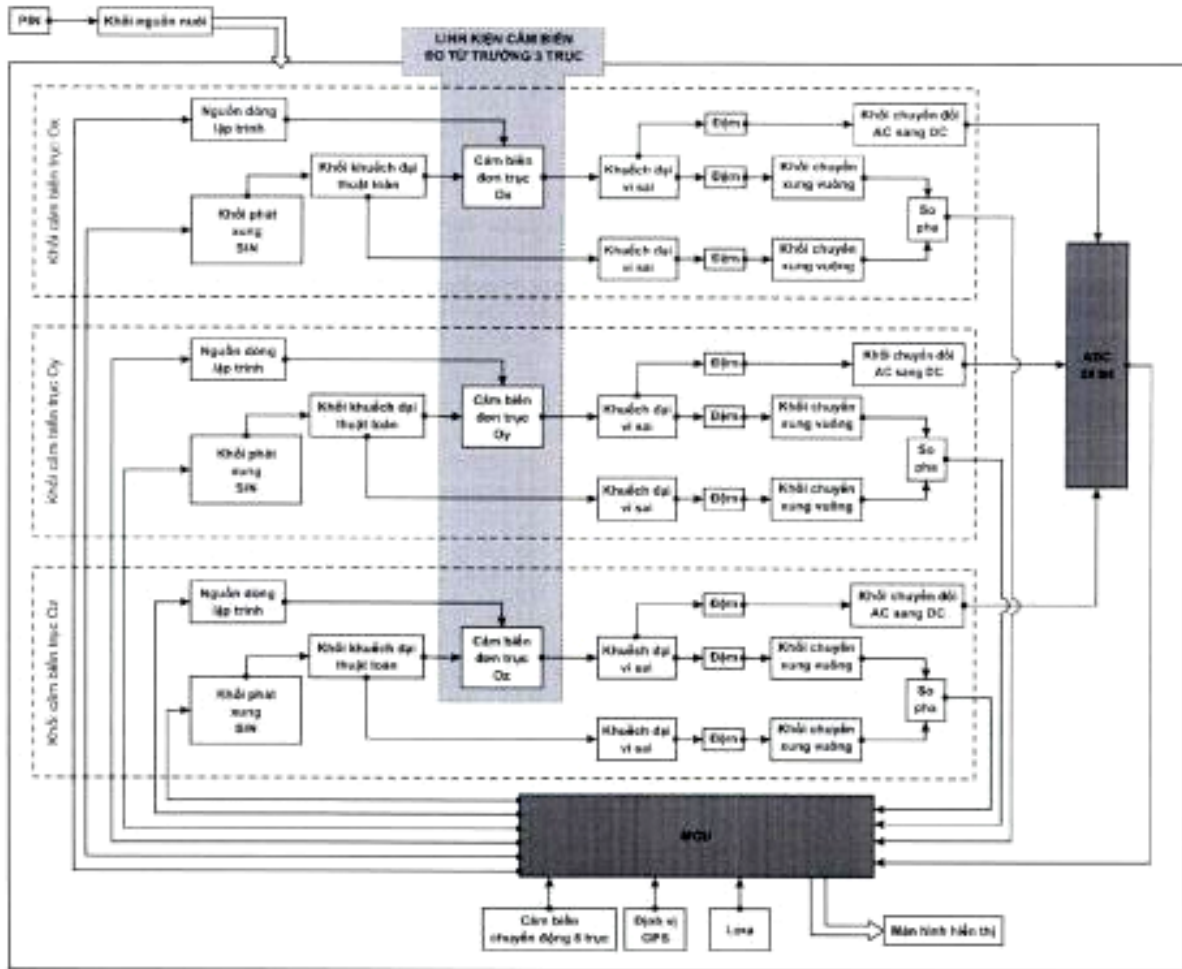 PIN
Khối nguồn nuôi
LINH KIỆN CẢM BIẾN
ĐO TỪ TRƯỜNG 3 TRỤC
Khối cảm biến trục Ox
Nguồn dòng
lập trình
Khối phát
xung
SIN
Khối khuếch đại
thuật toán
Cảm biến
đơn trục
Ox
Khuếch đại
vi sai
Đệm
Khối chuyển đổi
AC sang DC
Đệm
Khối chuyển
xung vuông
So
pha
Khuếch đại
vi sai
Đệm
Khối chuyển
xung vuông
Khối cảm biến trục Oy
Nguồn dòng
lập trình
Khối phát
xung
SIN
Khối khuếch đại
thuật toán
Cảm biến
đơn trục
Oy
Khuếch đại
vi sai
Đệm
Khối chuyển đổi
AC sang DC
Đệm
Khối chuyển
xung vuông
So
pha
Khuếch đại
vi sai
Đệm
Khối chuyển
xung vuông
ADC
Khối cảm biến trục Oz
Nguồn dòng
lập trình
Khối phát
xung
SIN
Khối khuếch đại
thuật toán
Cảm biến
đơn trục
Oz
Khuếch đại
vi sai
Đệm
Khối chuyển đổi
AC sang DC
Đệm
Khối chuyển
xung vuông
So
pha
Khuếch đại
vi sai
Đệm
Khối chuyển
xung vuông
MCU
Cảm biến
chuyển động trục
Định vị
GPS
Lora
Màn hình hiển thị